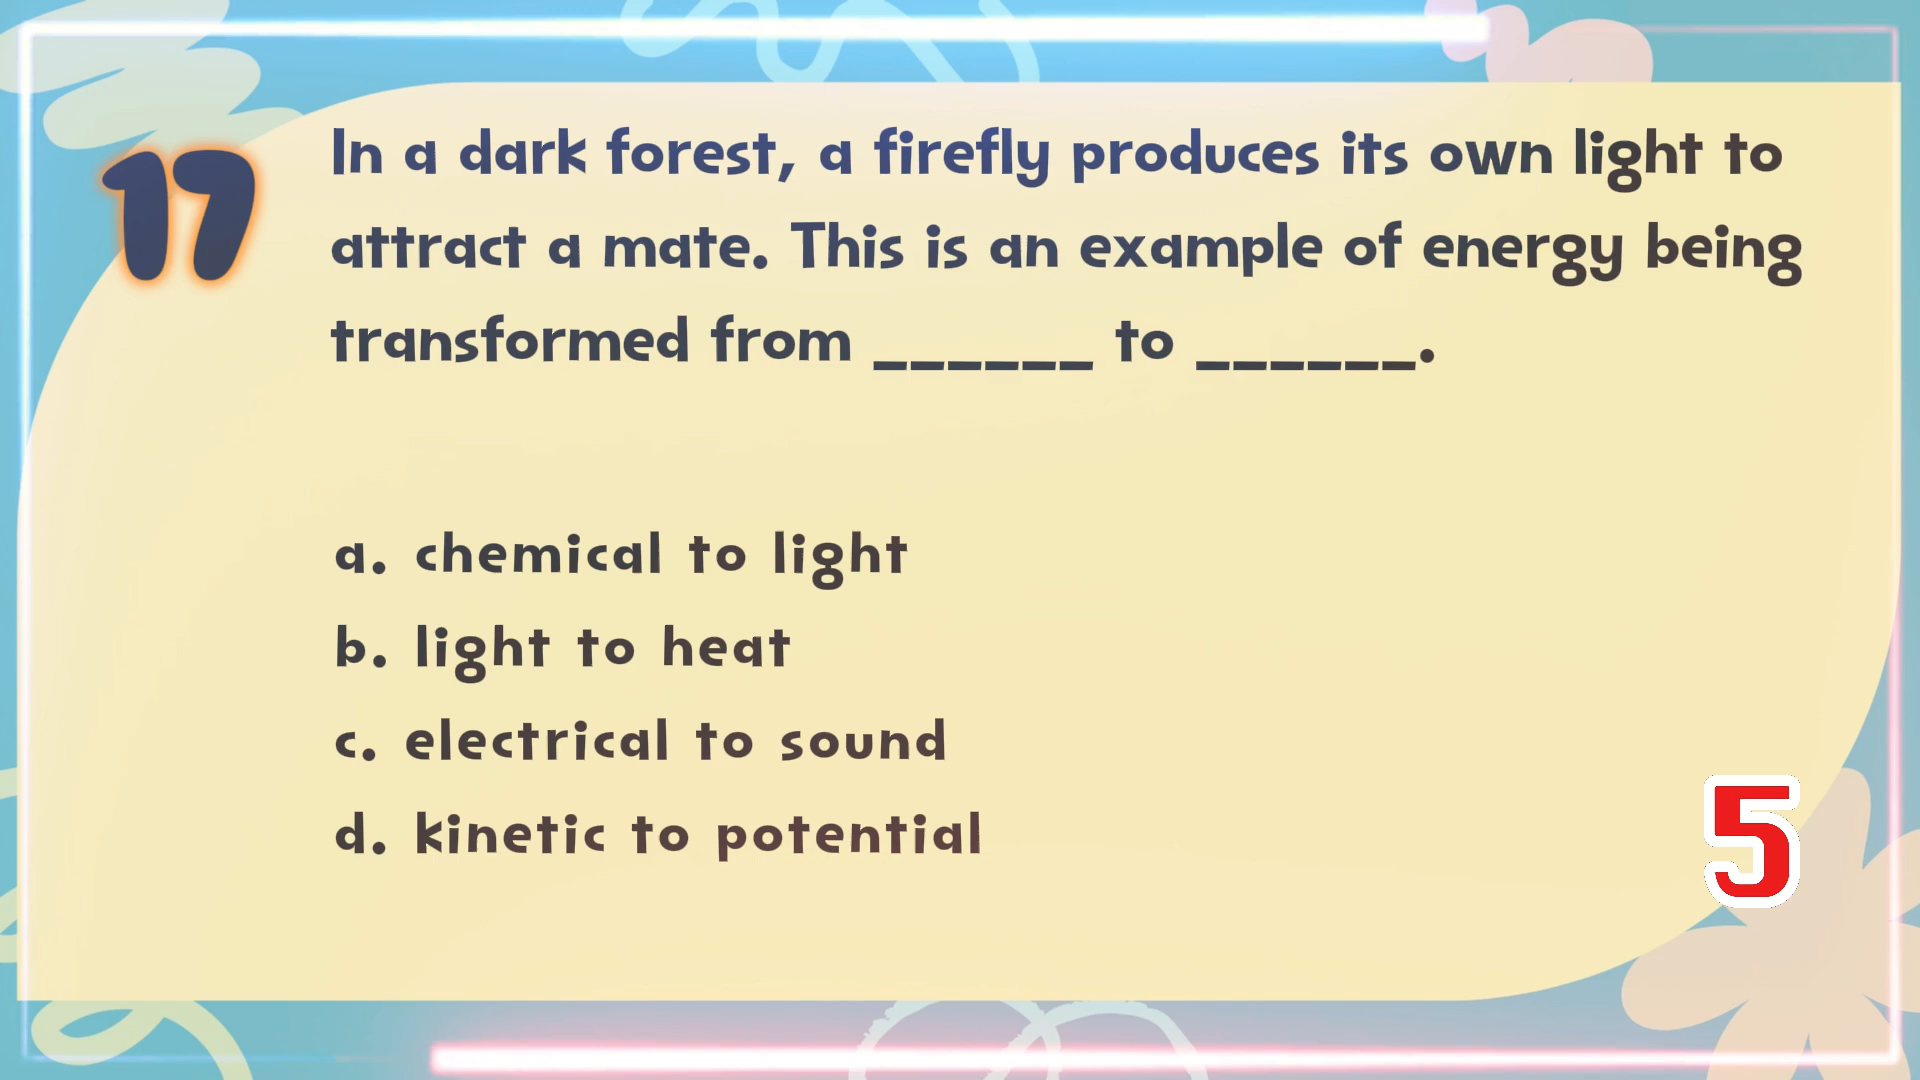 17
In a dark forest, a firefly produces its own light to
attract a mate. This is an example of energy being
transformed from ______ to ______.
a. chemical to light
b. light to heat
c. electrical to sound
d. kinetic to potential
5